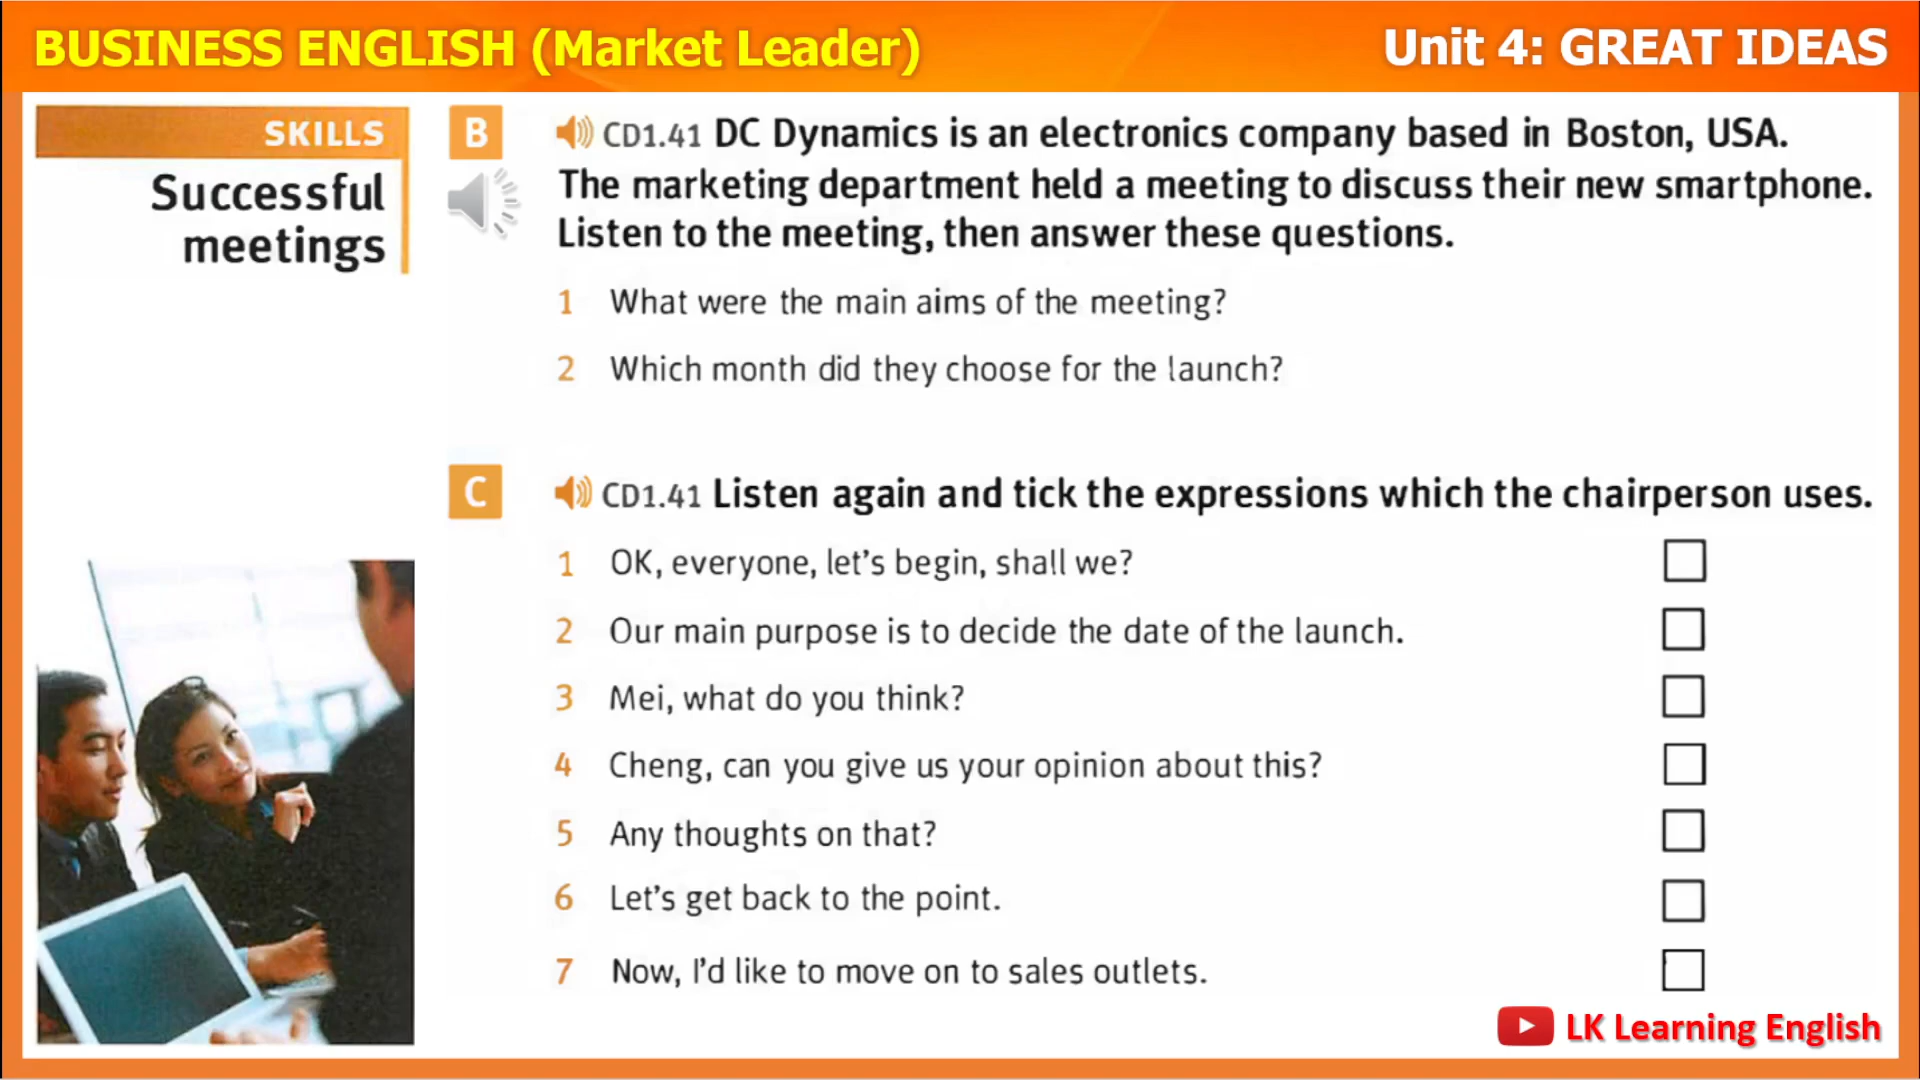 BUSINESS ENGLISH (Market Leader)
Unit 4: GREAT IDEAS
SKILLS
Successful
meetings
B
CD1.41 DC Dynamics is an electronics company based in Boston, USA.
The marketing department held a meeting to discuss their new smartphone.
Listen to the meeting, then answer these questions.
1 What were the main aims of the meeting?
2 Which month did they choose for the launch?
C
CD1.41 Listen again and tick the expressions which the chairperson uses.
1 OK, everyone, let's begin, shall we?
2 Our main purpose is to decide the date of the launch.
3 Mei, what do you think?
4 Cheng, can you give us your opinion about this?
5 Any thoughts on that?
6 Let's get back to the point.
7 Now, I'd like to move on to sales outlets.
LK Learning English